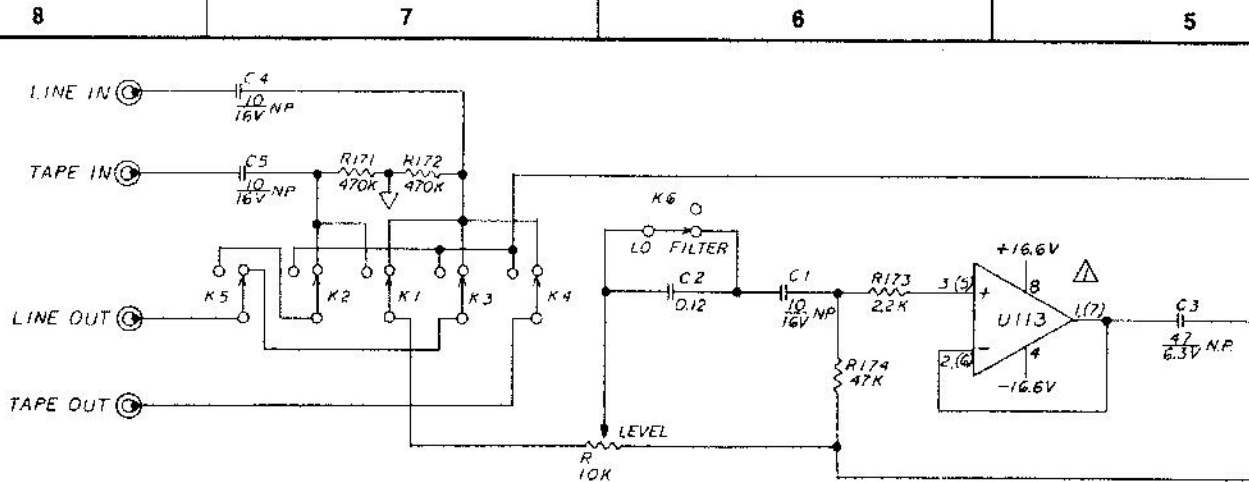 8 7 6 5
LINE IN
C4
10
16V NP
TAPE IN
C5
10
16V NP
R171
470K
R172
470K
K6
LO FILTER
C2
0.12
C1
10
16V NP
R173
2.2K
3 (5)
+
+16.6V
8
U113
1,(7)
!
C3
47
6.3V N.P.
2,(6)
−
4
-16.6V
K5 K2 K1 K3 K4
LINE OUT
R174
47K
TAPE OUT
LEVEL
R
10K